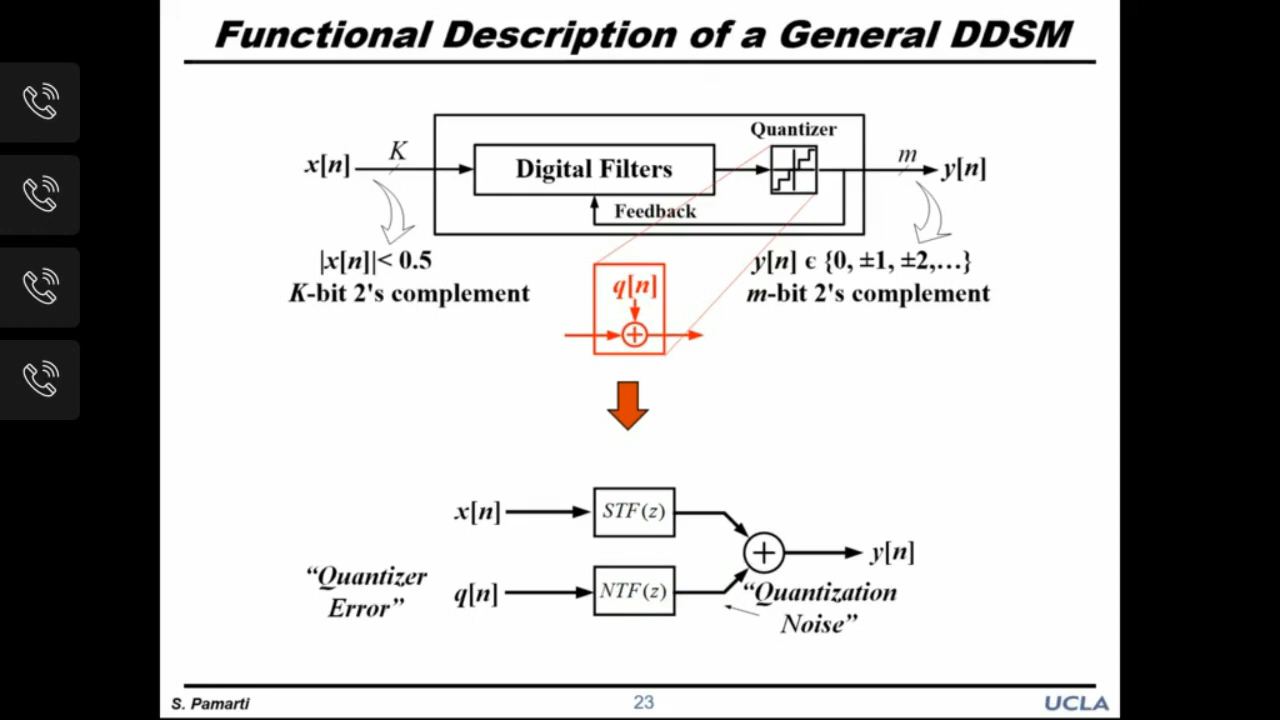 Functional Description of a General DDSM
Quantizer
x[n]
K
Digital Filters
m
y[n]
Feedback
|x[n]|< 0.5
K-bit 2's complement
y[n] ϵ {0, ±1, ±2,…}
m-bit 2's complement
q[n]
+
x[n]
STF(z)
+
y[n]
"Quantizer
Error"
q[n]
NTF(z)
"Quantization
Noise"
S. Pamarti
23
UCLA